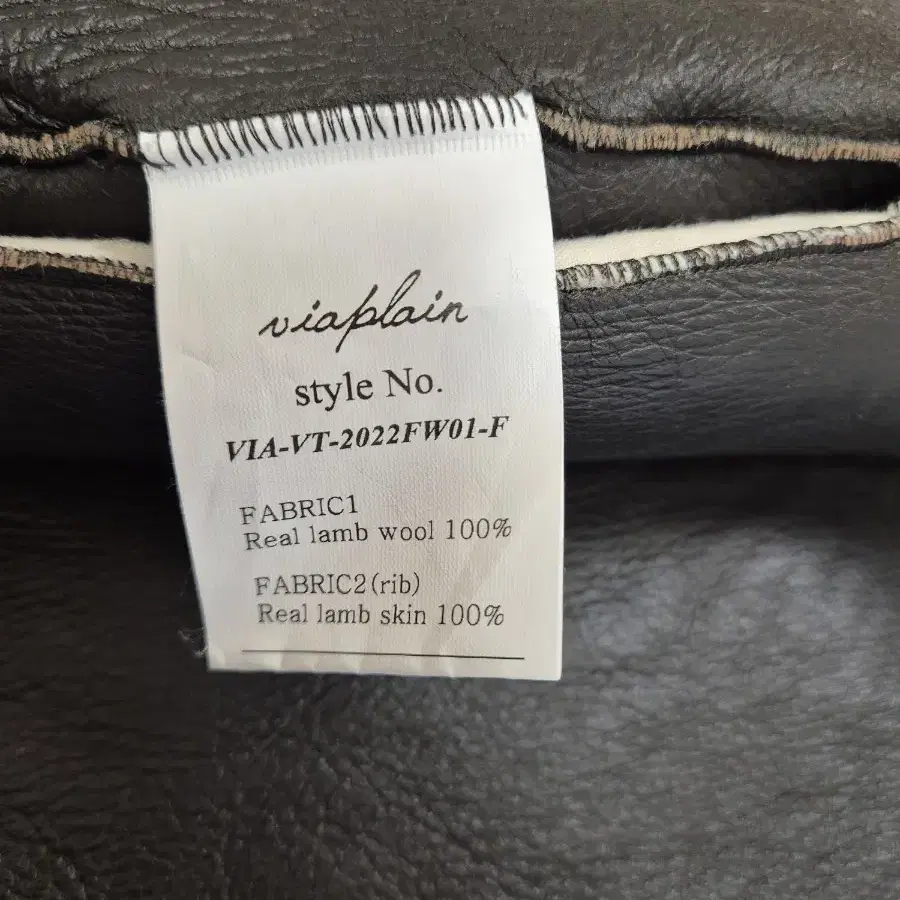 viaplain
style No.
VIA-VT-2022FW01-F
FABRIC1
Real lamb wool 100%
FABRIC2(rib)
Real lamb skin 100%